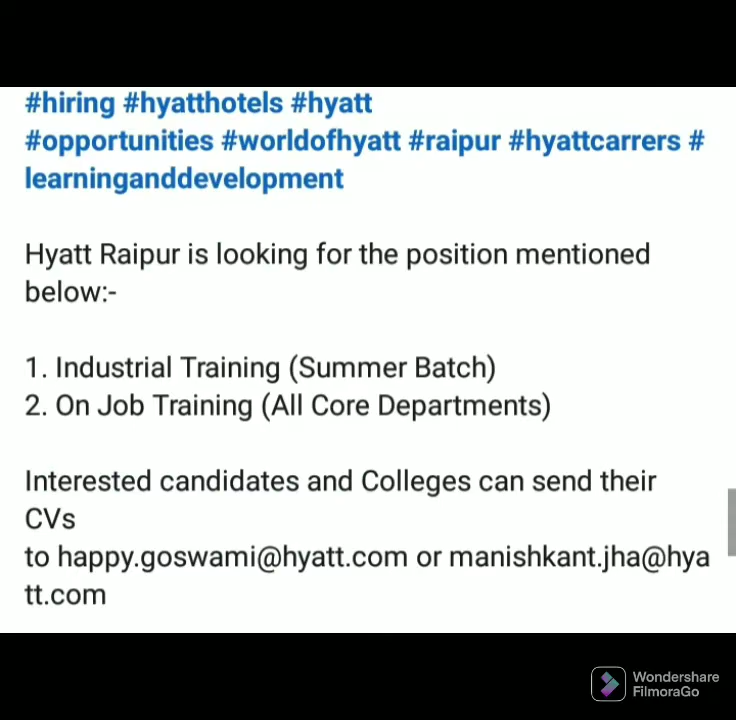 #hiring #hyatthotels #hyatt
#opportunities #worldofhyatt #raipur #hyattcarrers #
learninganddevelopment
Hyatt Raipur is looking for the position mentioned
below:-
1. Industrial Training (Summer Batch)
2. On Job Training (All Core Departments)
Interested candidates and Colleges can send their
CVs
to happy.goswami@hyatt.com or manishkant.jha@hya
tt.com
Wondershare
FilmoraGo